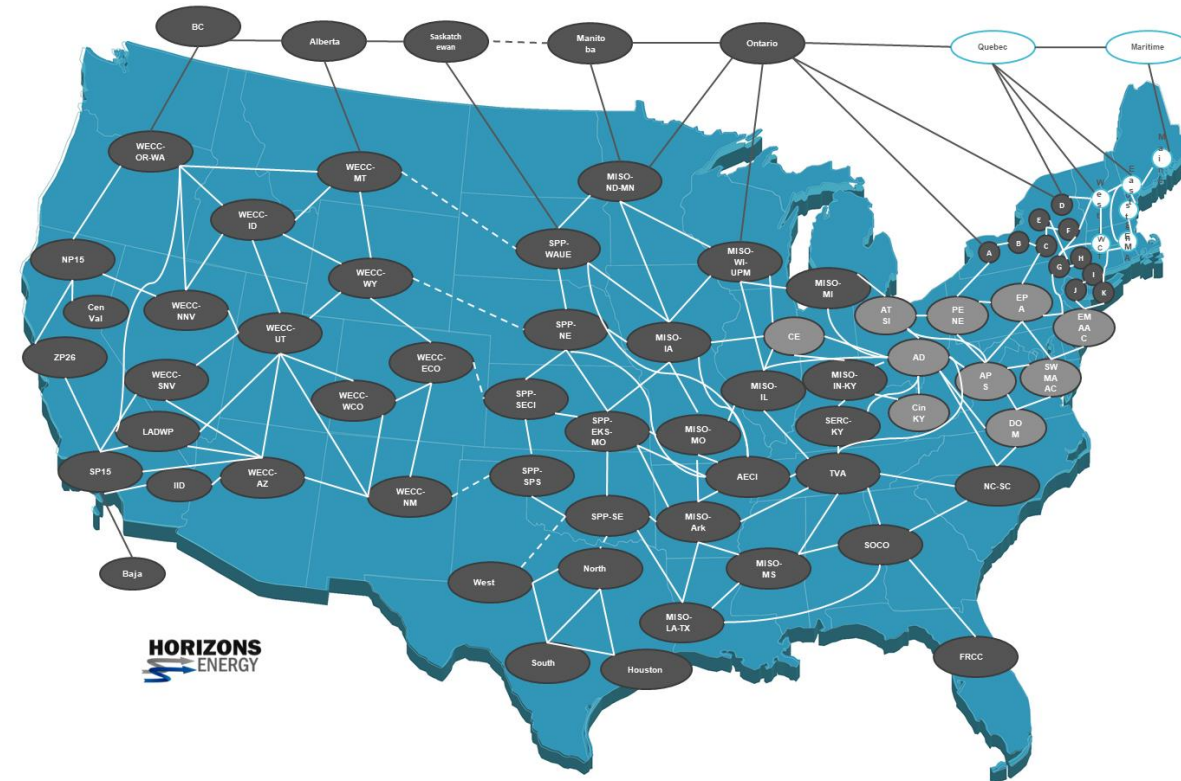 BC
Alberta
Saskatch
ewan
Manito
ba
Ontario
Quebec
Maritime
WECC-
OR-WA
WECC-
MT
MISO-
ND-MN
WECC-
ID
SPP-
WAUE
MISO-
WI-
UPM
D
E
F
A
B
C
G
H
I
J
K
NP15
WECC-
WY
MISO-
MI
Cen
Val
WECC-
NNV
WECC-
UT
SPP-
NE
MISO-
IA
CE
AT
SI
PE
NE
EP
A
EM
AA
C
ZP26
WECC-
SNV
WECC-
ECO
AD
WECC-
WCO
SPP-
SECI
MISO-
IL
MISO-
IN-KY
AP
S
SW
MA
AC
LADWP
SPP-
EKS-
MO
MISO-
MO
SERC-
KY
Cin
KY
DO
M
SP15
IID
WECC-
AZ
WECC-
NM
SPP-
SPS
AECI
TVA
NC-SC
SPP-SE
MISO-
Ark
SOCO
Baja
West
North
MISO-
MS
MISO-
LA-TX
South
Houston
FRCC
HORIZONS
ENERGY